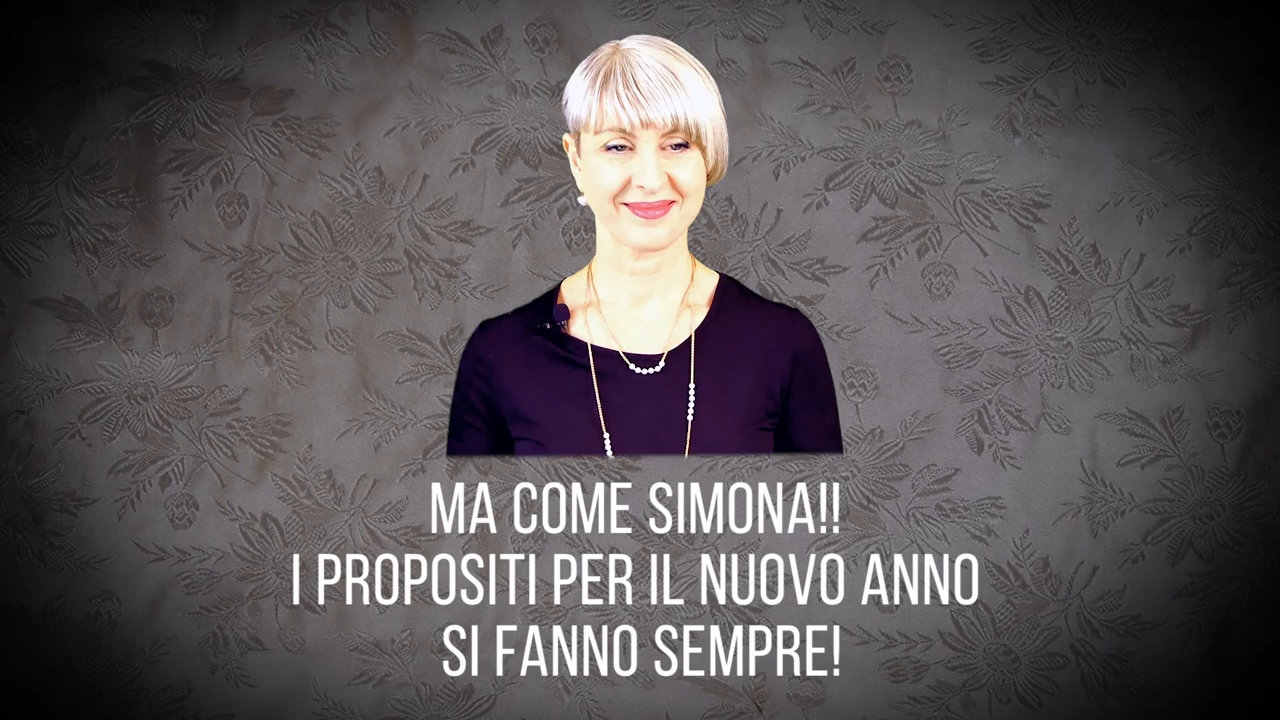 MA COME SIMONA!!
I PROPOSITI PER IL NUOVO ANNO
SI FANNO SEMPRE!